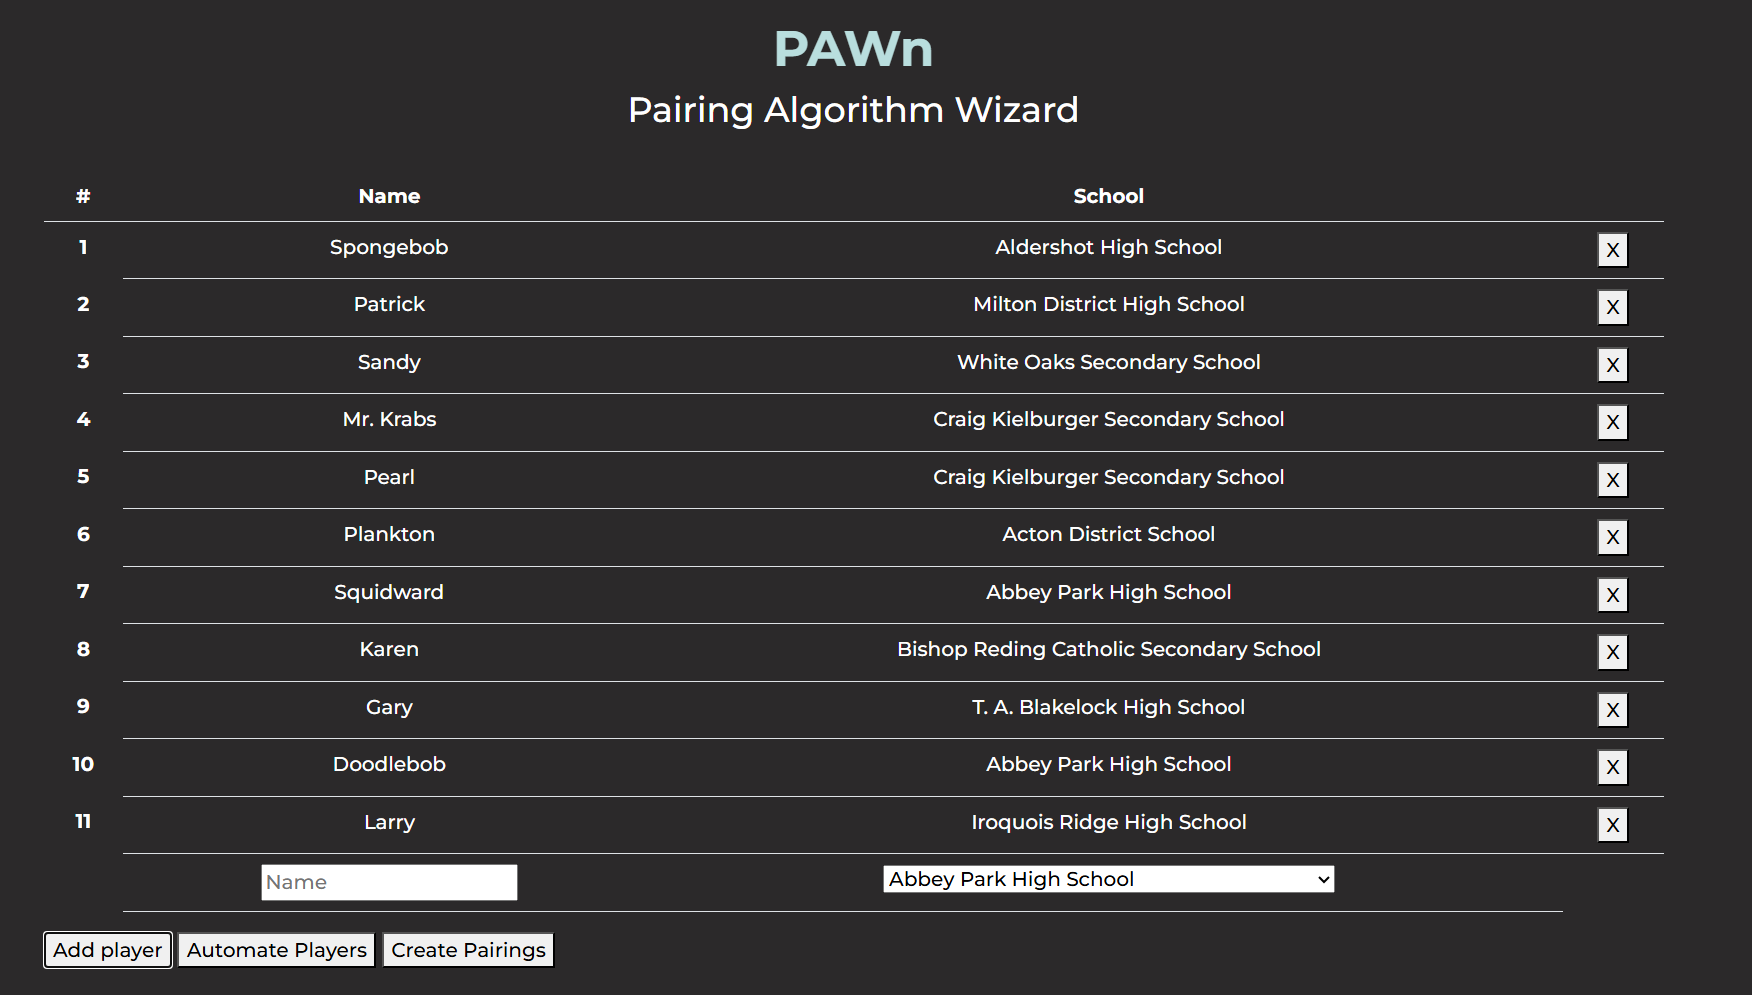 PAWn
Pairing Algorithm Wizard
# Name School
1 Spongebob Aldershot High School X
2 Patrick Milton District High School X
3 Sandy White Oaks Secondary School X
4 Mr. Krabs Craig Kielburger Secondary School X
5 Pearl Craig Kielburger Secondary School X
6 Plankton Acton District School X
7 Squidward Abbey Park High School X
8 Karen Bishop Reding Catholic Secondary School X
9 Gary T. A. Blakelock High School X
10 Doodlebob Abbey Park High School X
11 Larry Iroquois Ridge High School X
Name Abbey Park High School
Add player Automate Players Create Pairings